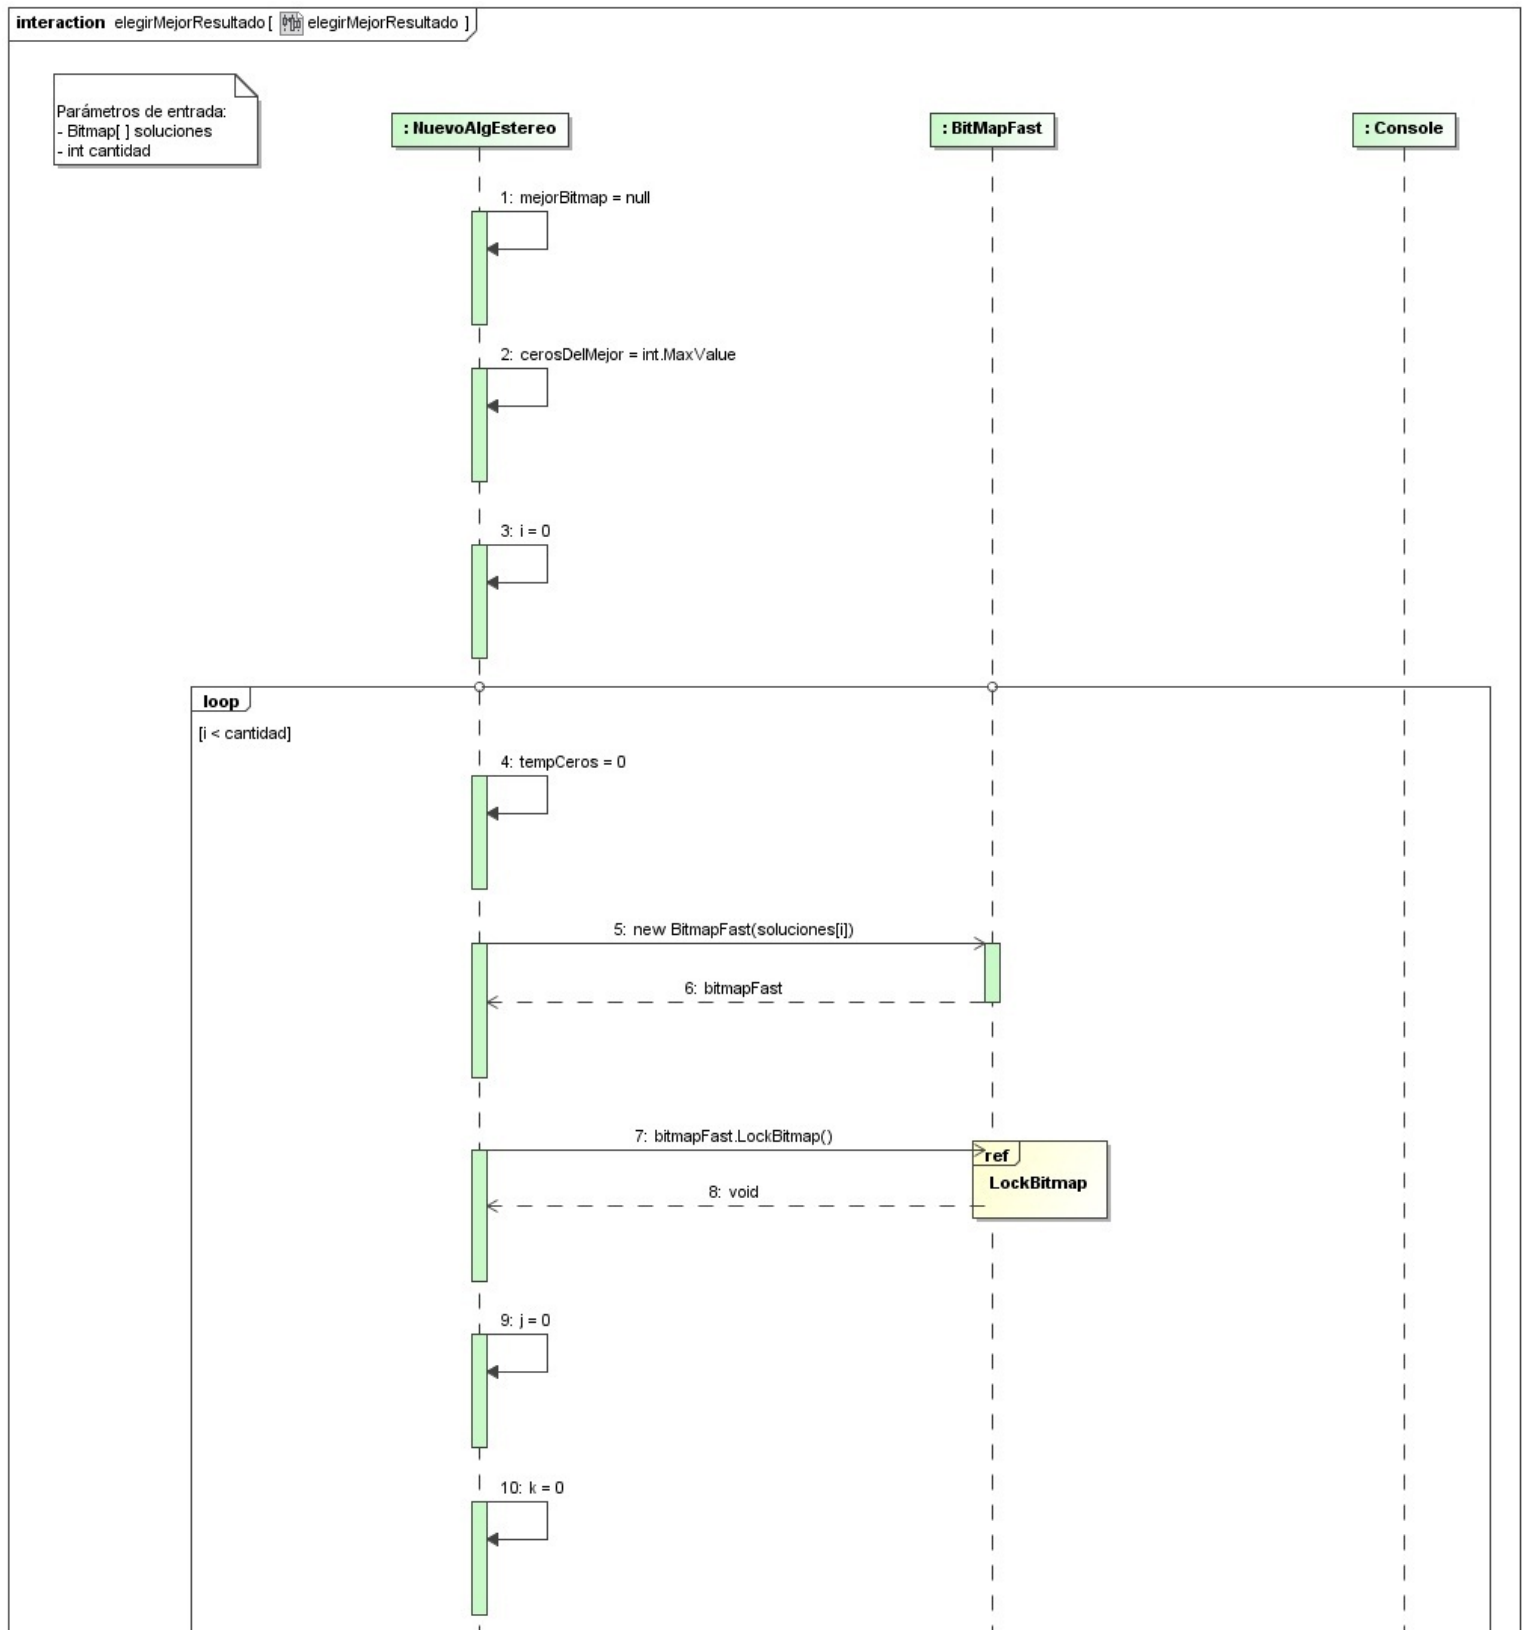 interaction elegirMejorResultado [ elegirMejorResultado ]
Parámetros de entrada:
- Bitmap[ ] soluciones
- int cantidad
: NuevoAlgEstereo
: BitMapFast
: Console
1: mejorBitmap = null
2: cerosDelMejor = int.MaxValue
3: i = 0
loop
[i < cantidad]
4: tempCeros = 0
5: new BitmapFast(soluciones[i])
6: bitmapFast
7: bitmapFast.LockBitmap()
ref
LockBitmap
8: void
9: j = 0
10: k = 0